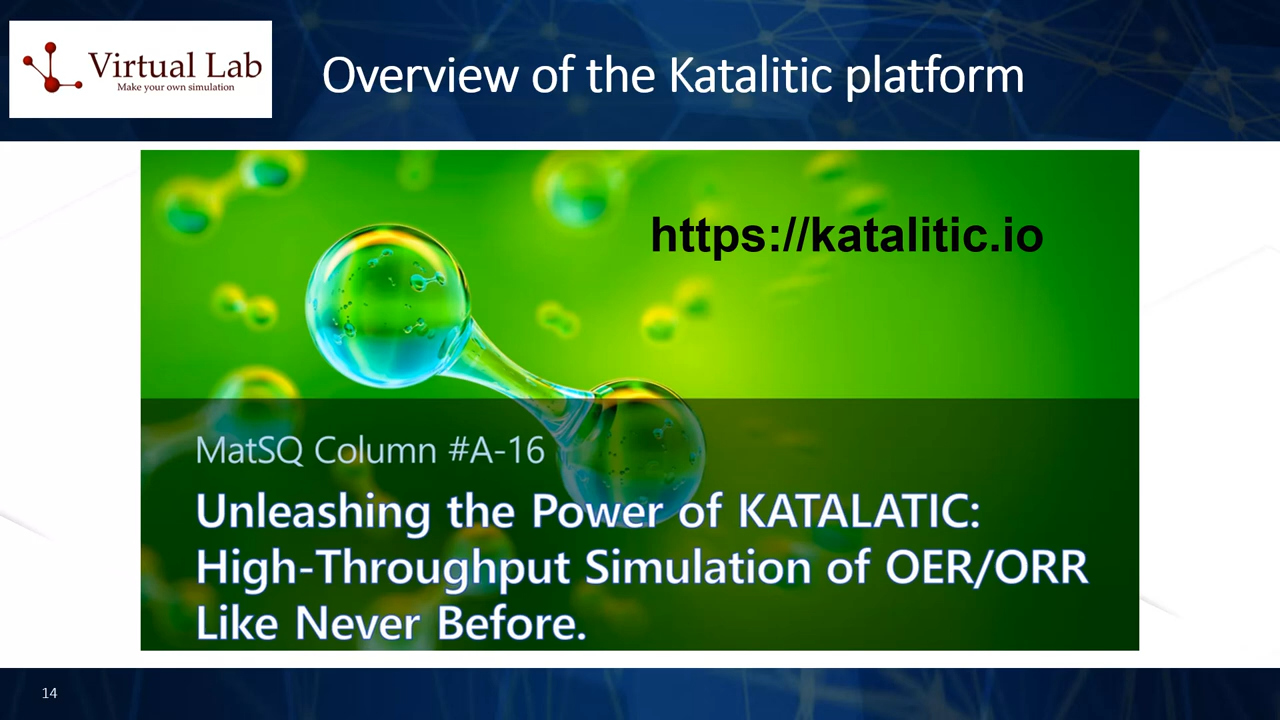 Virtual Lab
Make your own simulation
Overview of the Katalitic platform
https://katalitic.io
MatSQ Column #A-16
Unleashing the Power of KATALATIC:
High-Throughput Simulation of OER/ORR
Like Never Before.
14